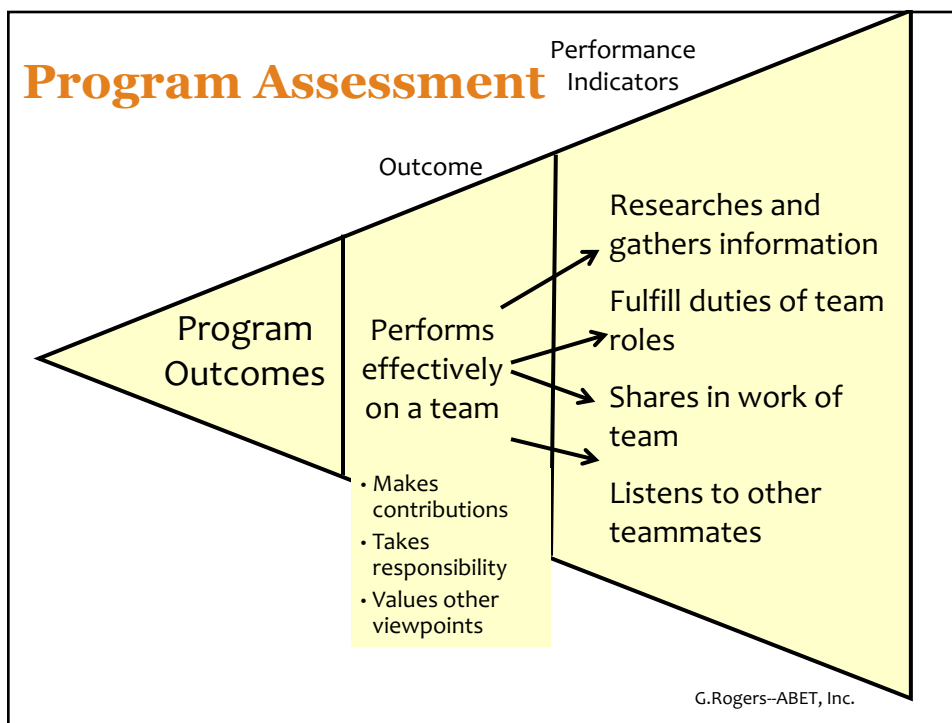 Program Assessment
Performance
Indicators
Outcome
Program
Outcomes
Performs
effectively
on a team
• Makes
contributions
• Takes
responsibility
• Values other
viewpoints
Researches and
gathers information
Fulfill duties of team
roles
Shares in work of
team
Listens to other
teammates
G.Rogers--ABET, Inc.